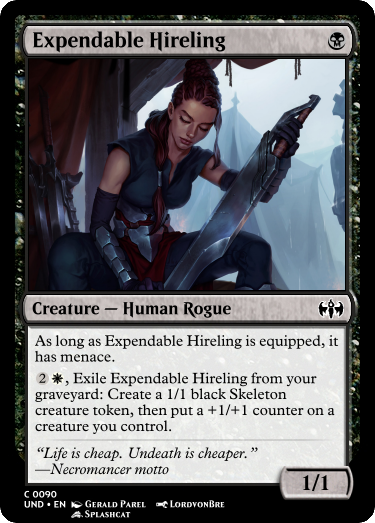 Expendable Hireling
Creature — Human Rogue
As long as Expendable Hireling is equipped, it
has menace.
2, Exile Expendable Hireling from your
graveyard: Create a 1/1 black Skeleton
creature token, then put a +1/+1 counter on a
creature you control.
“Life is cheap. Undeath is cheaper.”
—Necromancer motto
1/1
C 0090
UND • EN Gerald Parel LordvonBre
Splashcat